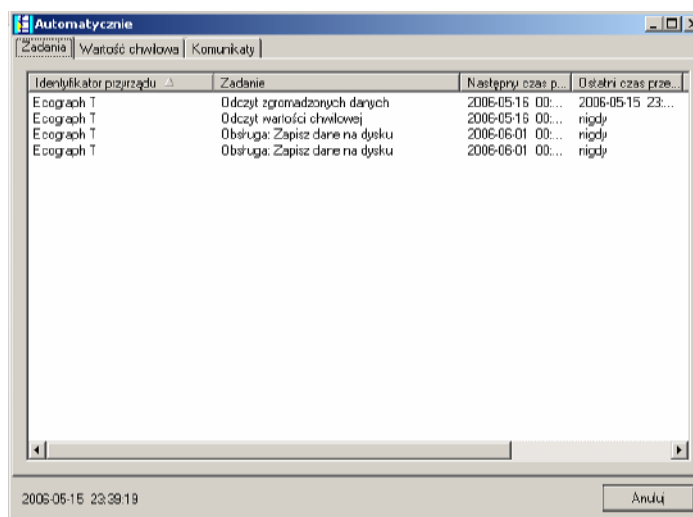 Automatycznie
Zadania Wartość chwilowa Komunikaty
Identyfikator przyrządu Zadanie Następny czas p... Ostatni czas prze...
Ecograph T Odczyt zgromadzonych danych 2006-05-16 00:... 2006-05-15 23:...
Ecograph T Odczyt wartości chwilowej 2006-05-16 00:... nigdy
Ecograph T Obsługa: Zapisz dane na dysku 2006-06-01 00:... nigdy
Ecograph T Obsługa: Zapisz dane na dysku 2006-06-01 00:... nigdy
2006-05-15 23:39:19 Anuluj